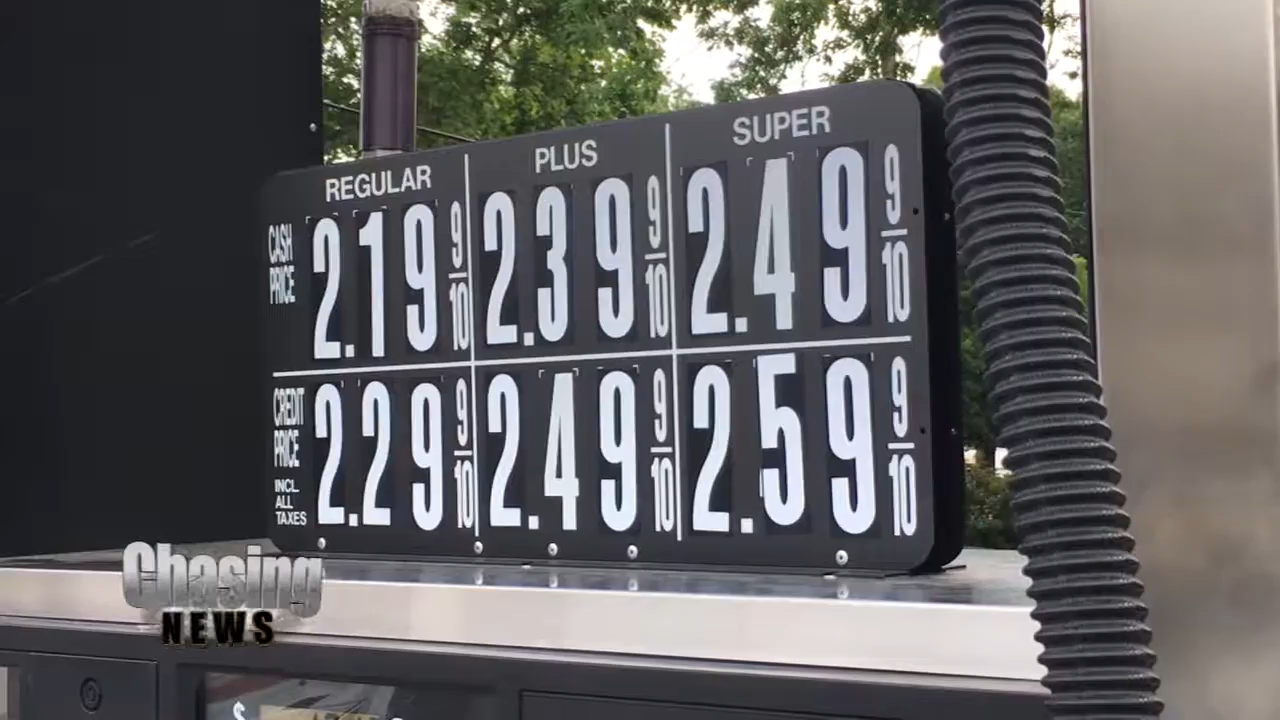 REGULAR PLUS SUPER
CASH PRICE 2.19 9/10 2.39 9/10 2.49 9/10
CREDIT PRICE INCL. ALL TAXES 2.29 9/10 2.49 9/10 2.59 9/10
Chasing
NEWS
$